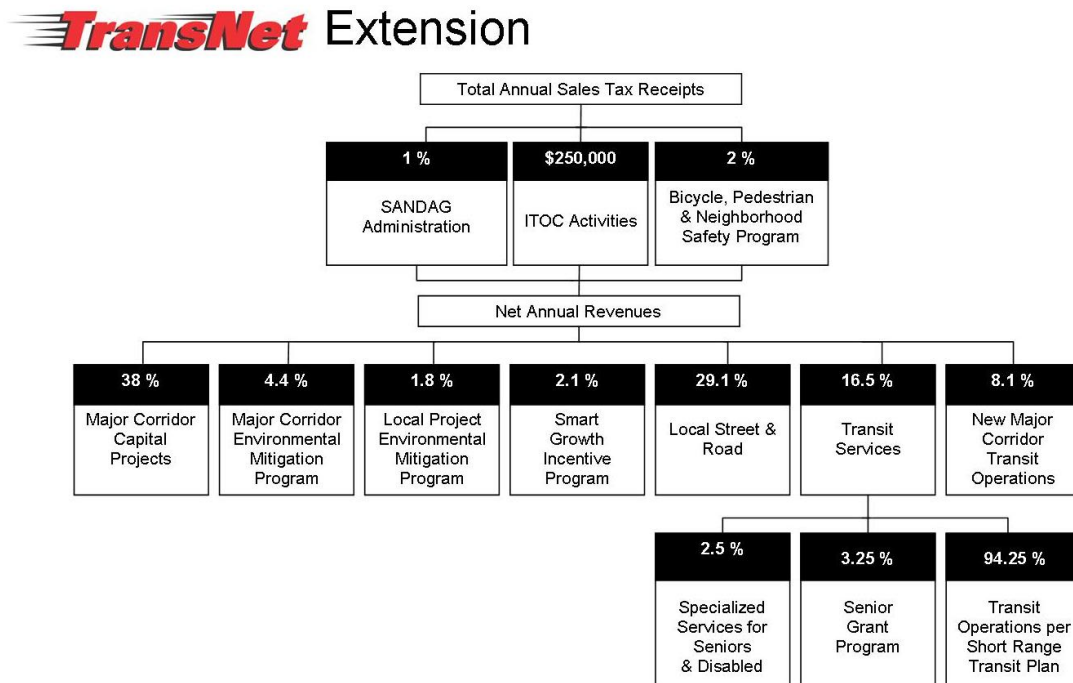 TransNet Extension
Total Annual Sales Tax Receipts
1 %
SANDAG
Administration
$250,000
ITOC Activities
2 %
Bicycle, Pedestrian
& Neighborhood
Safety Program
Net Annual Revenues
38 %
Major Corridor
Capital
Projects
4.4 %
Major Corridor
Environmental
Mitigation
Program
1.8 %
Local Project
Environmental
Mitigation
Program
2.1 %
Smart
Growth
Incentive
Program
29.1 %
Local Street &
Road
16.5 %
Transit
Services
8.1 %
New Major
Corridor
Transit
Operations
2.5 %
Specialized
Services for
Seniors
& Disabled
3.25 %
Senior
Grant
Program
94.25 %
Transit
Operations per
Short Range
Transit Plan